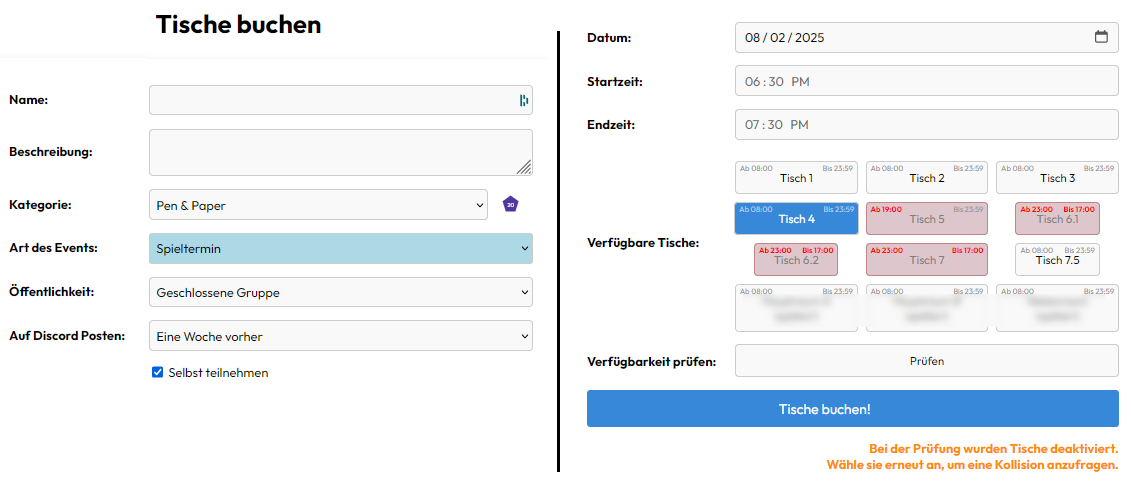 Tische buchen
Name:
Beschreibung:
Kategorie:
Pen & Paper
20
Art des Events:
Spieltermin
Öffentlichkeit:
Geschlossene Gruppe
Auf Discord Posten:
Eine Woche vorher
Selbst teilnehmen
Datum:
08 / 02 / 2025
Startzeit:
06 : 30 PM
Endzeit:
07 : 30 PM
Verfügbare Tische:
Ab 08:00 Bis 23:59
Tisch 1
Ab 08:00 Bis 23:59
Tisch 2
Ab 08:00 Bis 23:59
Tisch 3
Ab 08:00 Bis 23:59
Tisch 4
Ab 19:00 Bis 23:59
Tisch 5
Ab 23:00 Bis 17:00
Tisch 6.1
Ab 23:00 Bis 17:00
Tisch 6.2
Ab 23:00 Bis 17:00
Tisch 7
Ab 08:00 Bis 23:59
Tisch 7.5
Ab 08:00 Bis 23:59
Ab 08:00 Bis 23:59
Ab 08:00 Bis 23:59
Verfügbarkeit prüfen:
Prüfen
Tische buchen!
Bei der Prüfung wurden Tische deaktiviert.
Wähle sie erneut an, um eine Kollision anzufragen.